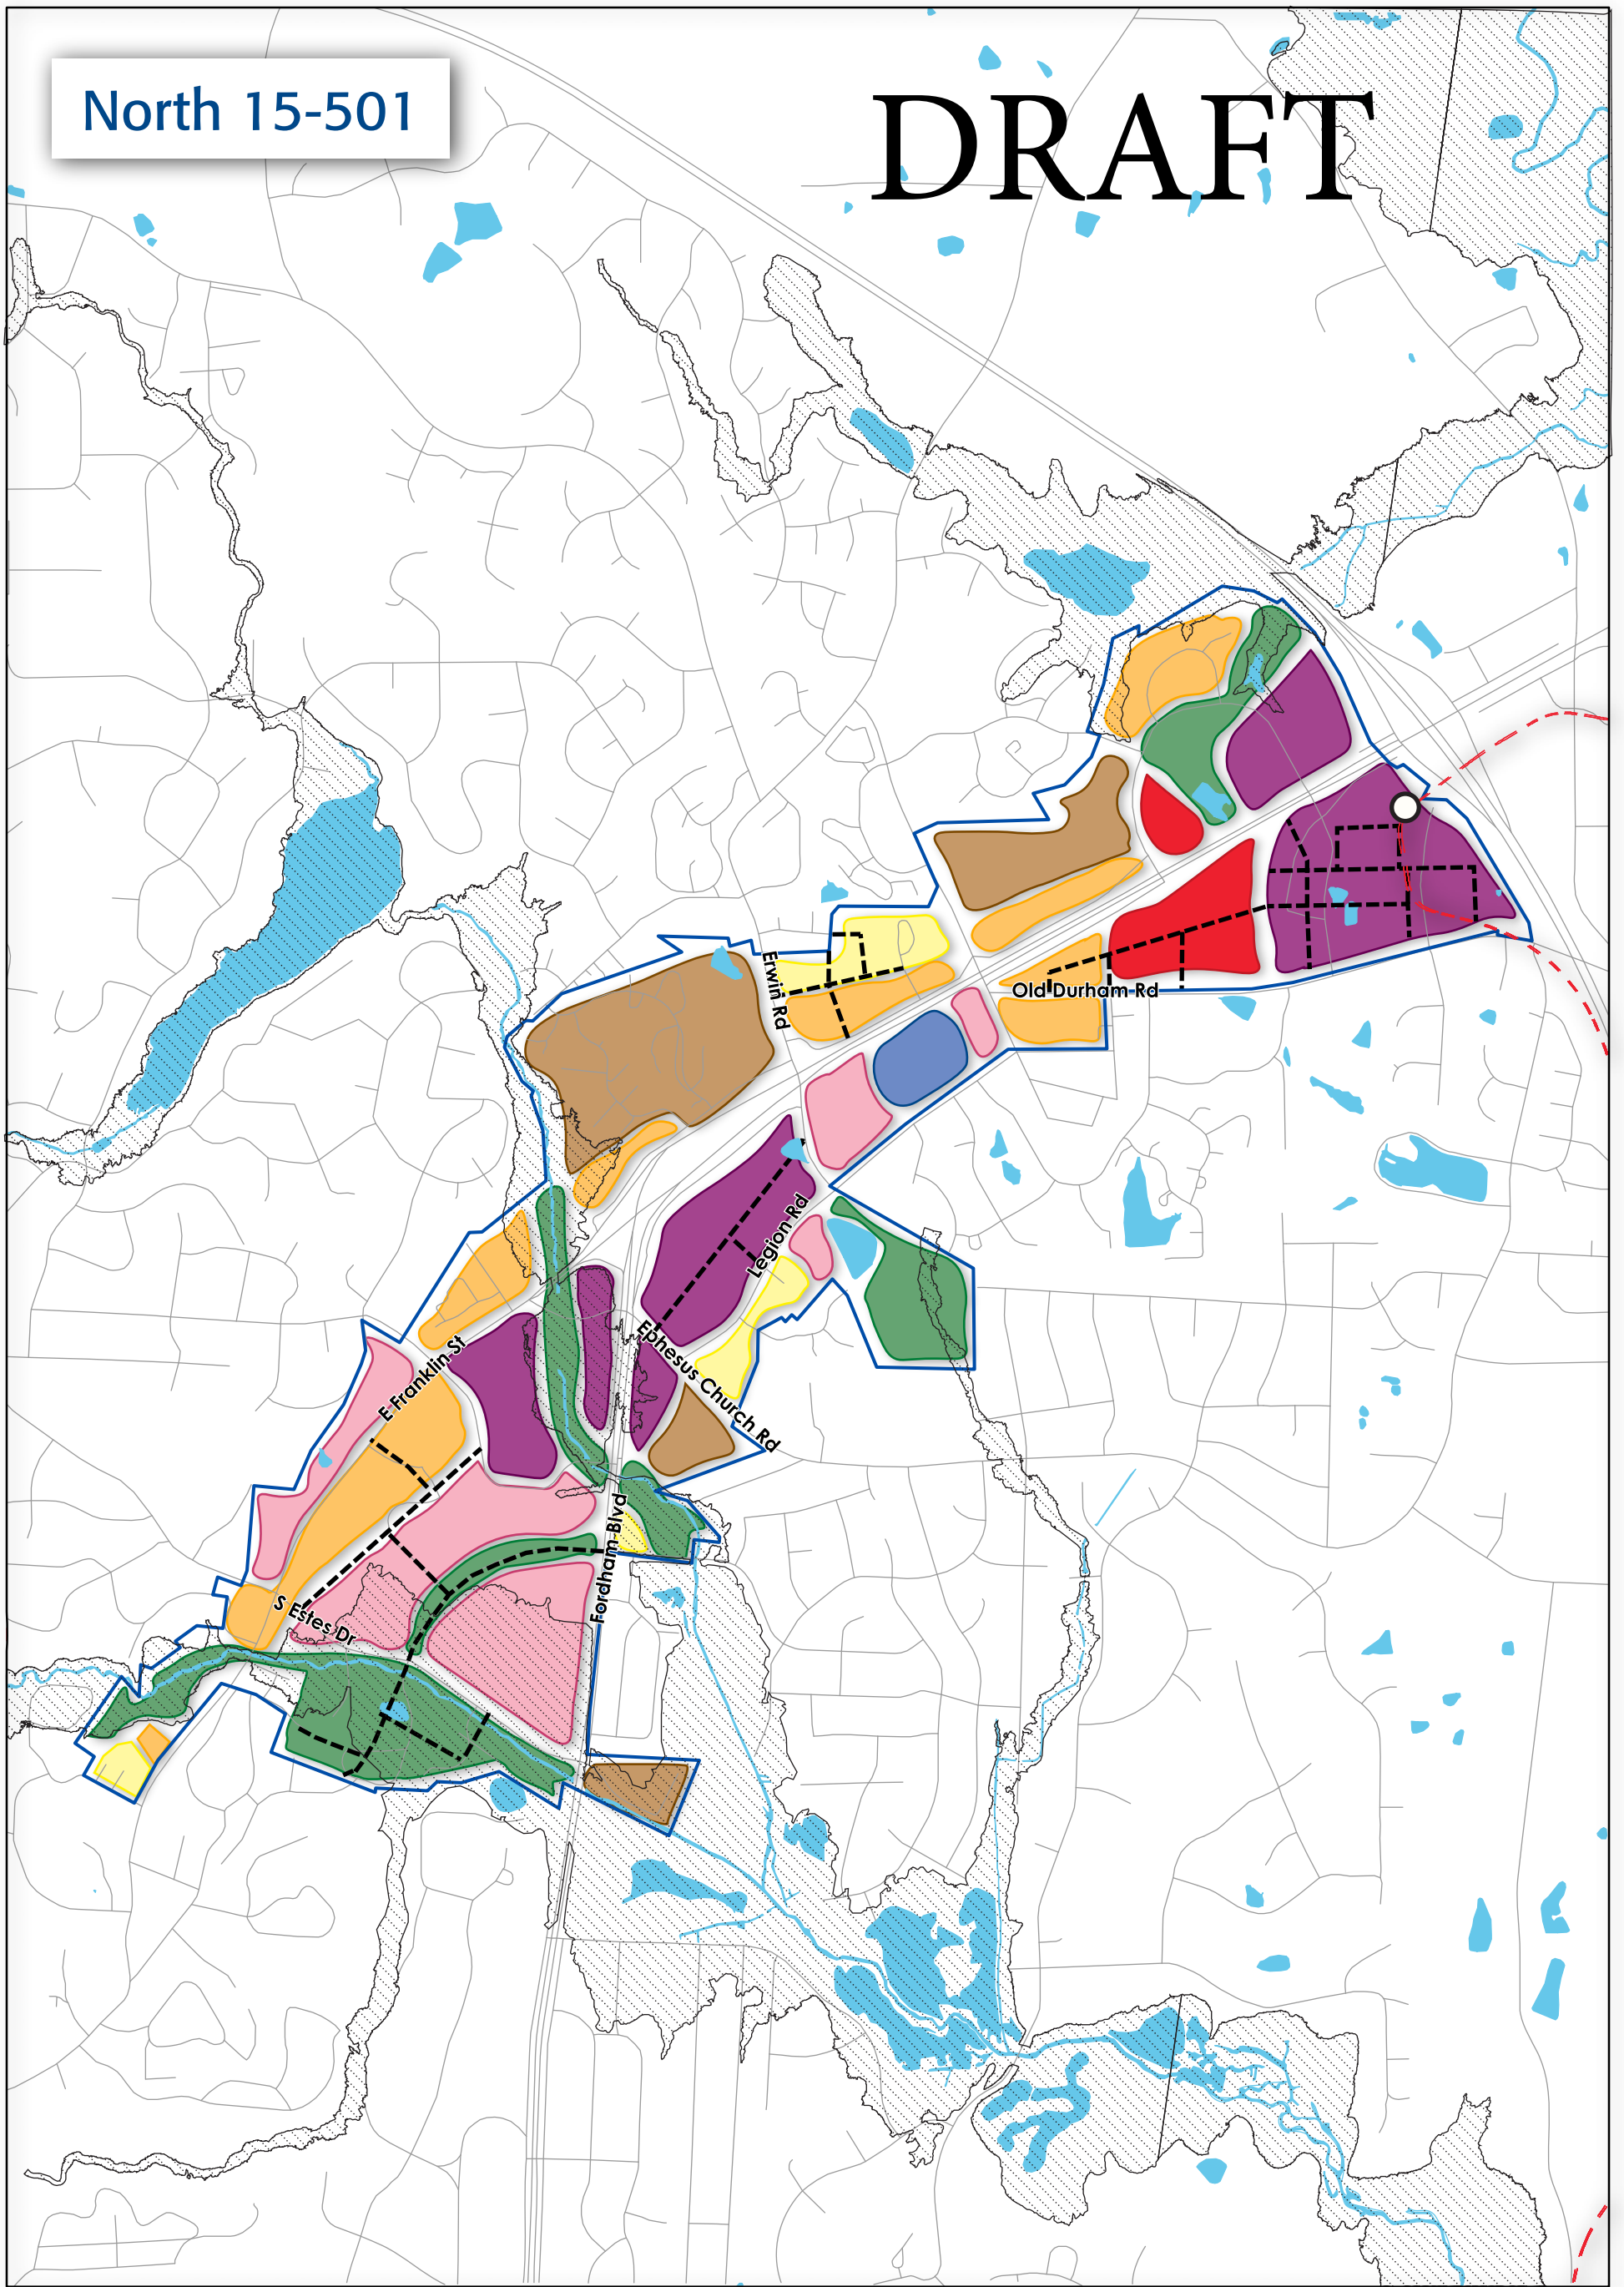 North 15-501
DRAFT
Erwin Rd
Old Durham Rd
Legion Rd
Ephesus Church Rd
E Franklin St
Fordham Blvd
S Estes Dr